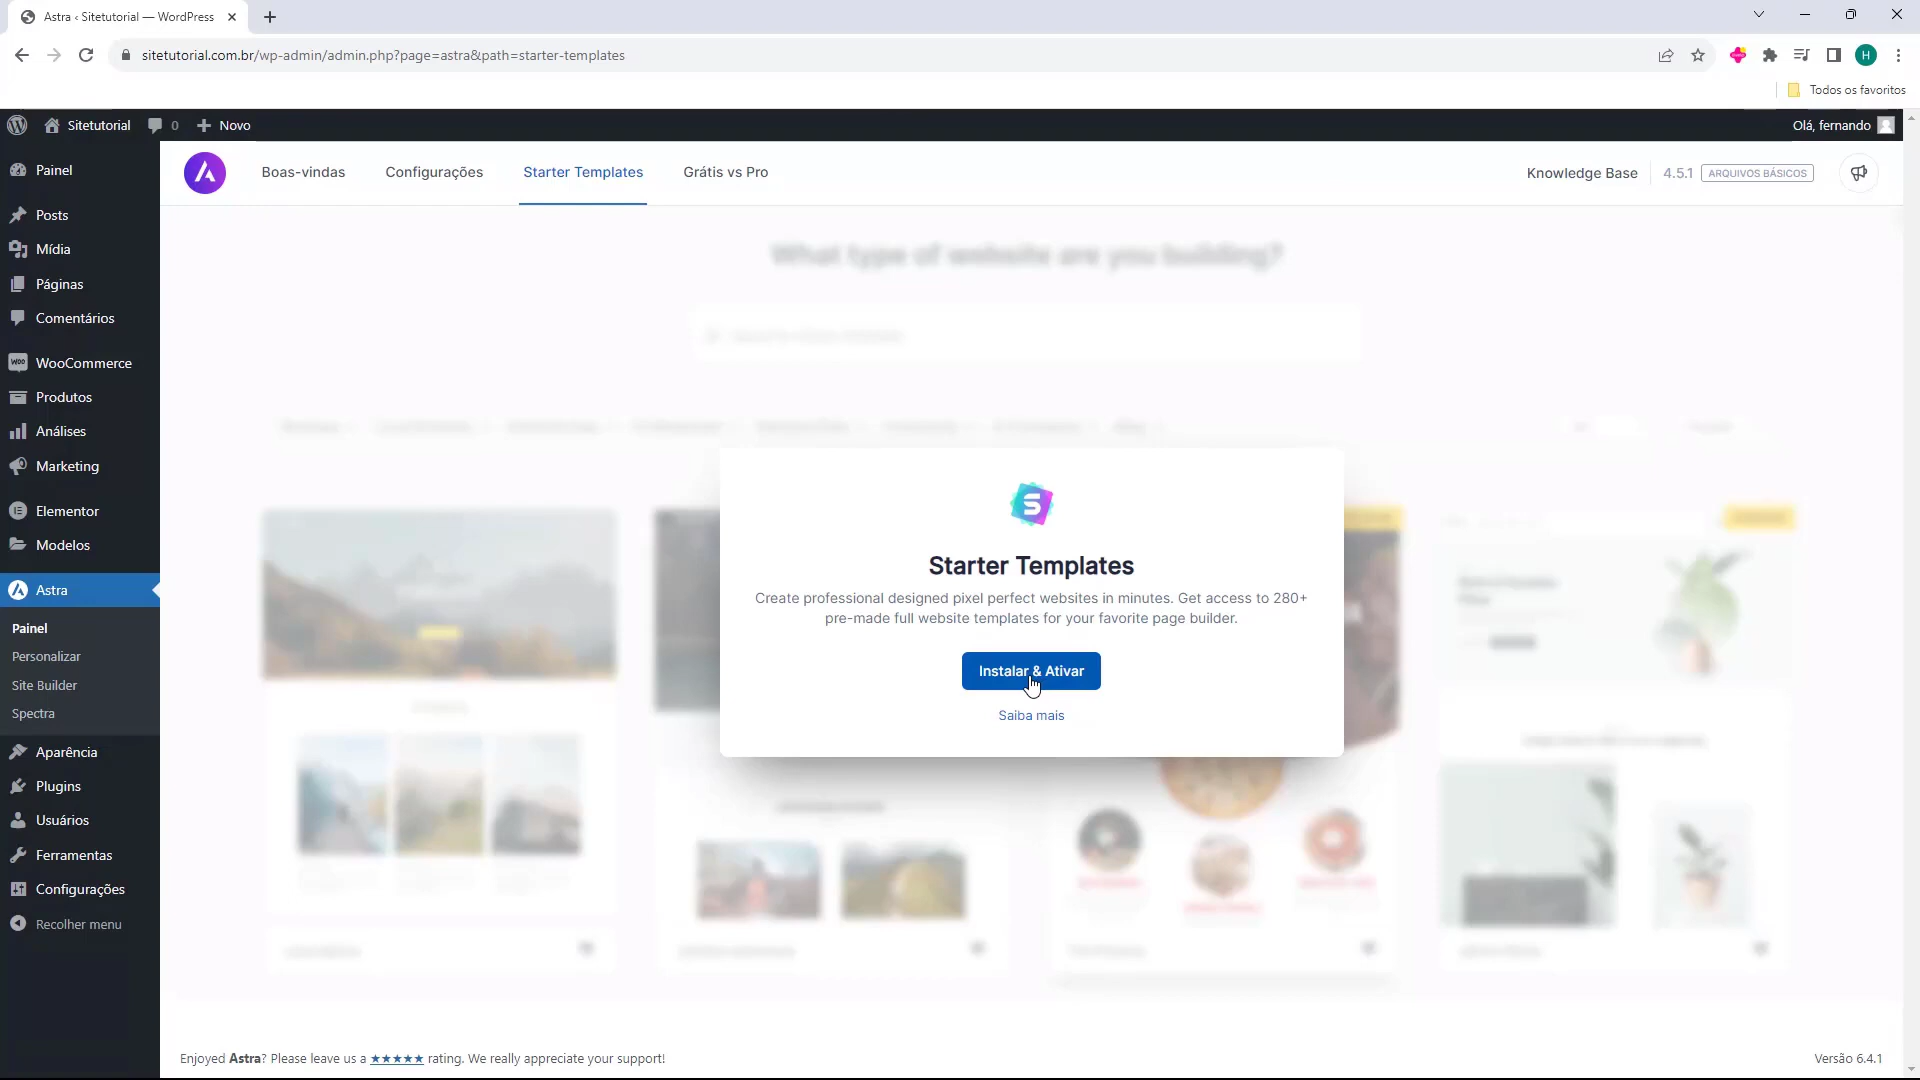 Astra ‹ Sitetutorial — WordPress
sitetutorial.com.br/wp-admin/admin.php?page=astra&path=starter-templates
H
Todos os favoritos
Sitetutorial
0
Novo
Olá, fernando
Painel
Posts
Mídia
Páginas
Comentários
WooCommerce
Produtos
Análises
Marketing
Elementor
Modelos
Astra
Painel
Personalizar
Site Builder
Spectra
Aparência
Plugins
Usuários
Ferramentas
Configurações
Recolher menu
Boas-vindas
Configurações
Starter Templates
Grátis vs Pro
Knowledge Base
4.5.1
ARQUIVOS BÁSICOS
What type of website are you building?
Starter Templates
Create professional designed pixel perfect websites in minutes. Get access to 280+
pre-made full website templates for your favorite page builder.
Instalar & Ativar
Saiba mais
Enjoyed Astra? Please leave us a ★★★★★ rating. We really appreciate your support!
Versão 6.4.1